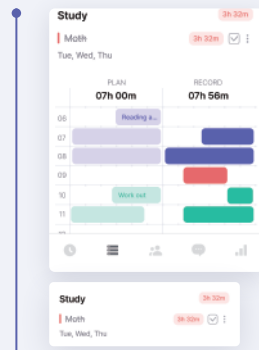 Study 3h 32m
Math 3h 32m
Tue, Wed, Thu
PLAN RECORD
07h 00m 07h 56m
06 Reading a...
07
08
09
10 Work out
11
Study 3h 32m
Math 3h 32m
Tue, Wed, Thu